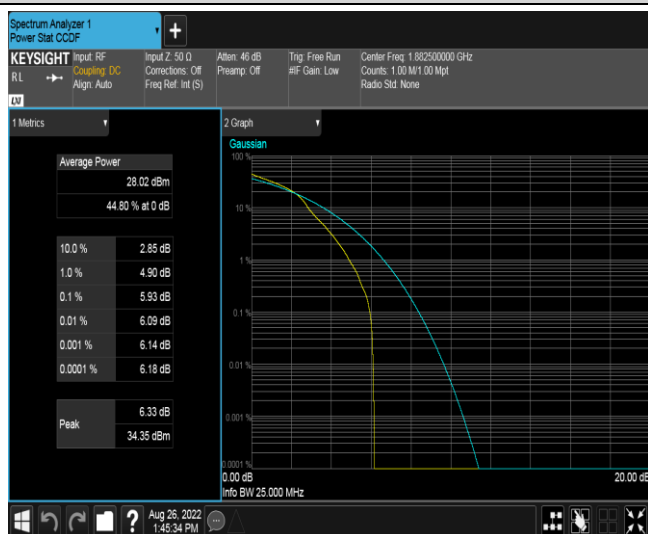 Spectrum Analyzer 1
Power Stat CCDF
KEYSIGHT
RL
LXI
Input: RF
Coupling: DC
Align: Auto
Input Z: 50 Ω
Corrections: Off
Freq Ref: Int (S)
Atten: 46 dB
Preamp: Off
Trig: Free Run
#IF Gain: Low
Center Freq: 1.882500000 GHz
Counts: 1.00 M/1.00 Mpt
Radio Std: None
1 Metrics
Average Power
28.02 dBm
44.80 % at 0 dB
10.0 % 2.85 dB
1.0 % 4.90 dB
0.1 % 5.93 dB
0.01 % 6.09 dB
0.001 % 6.14 dB
0.0001 % 6.18 dB
Peak
6.33 dB
34.35 dBm
2 Graph
Gaussian
100 %
10 %
1 %
0.1 %
0.01 %
0.001 %
0.0001 %
0.00 dB 20.00 dB
Info BW 25.000 MHz
?
Aug 26, 2022
1:45:34 PM